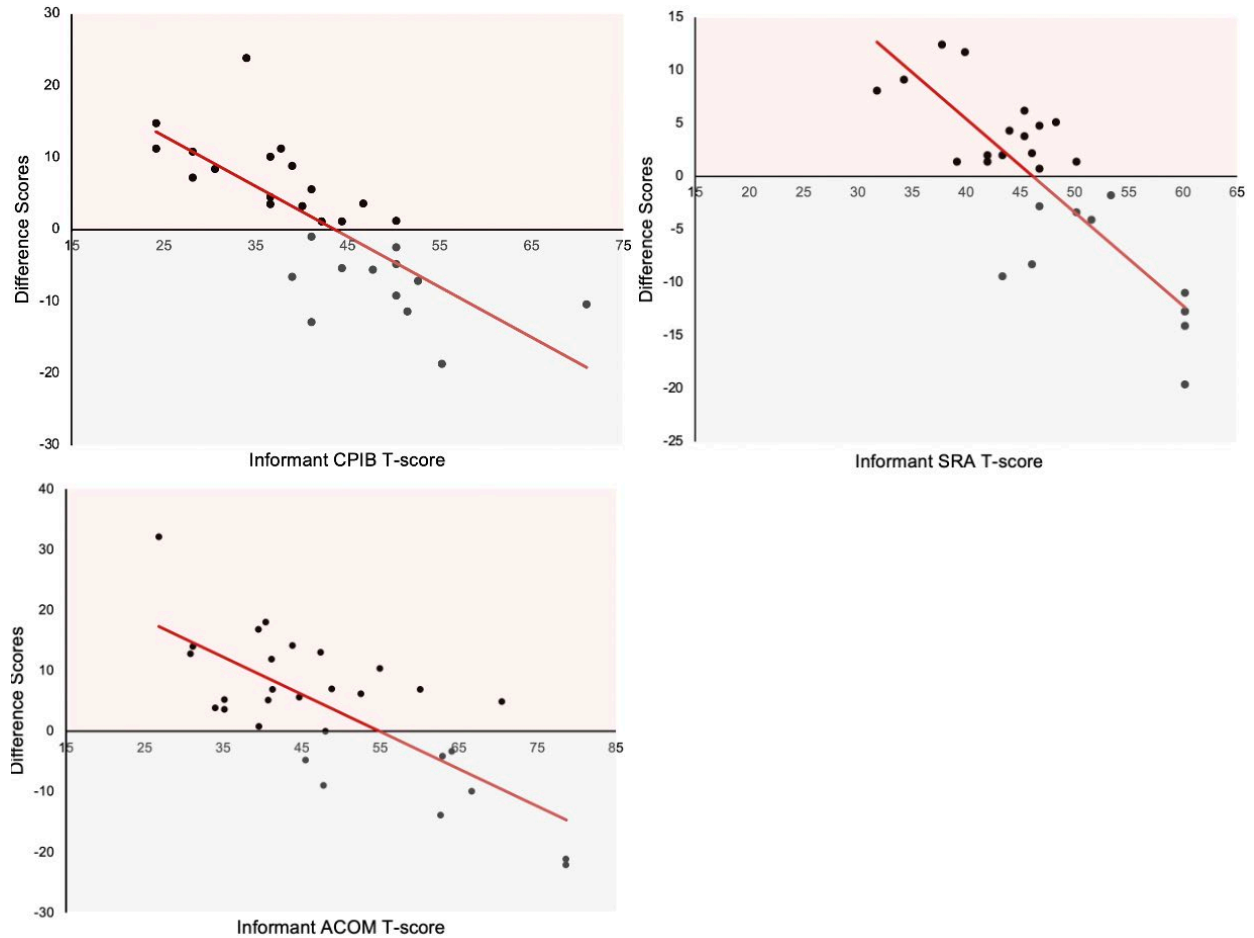 30
20
10
0
-10
-20
-30
15 25 35 45 55 65 75
Difference Scores
Informant CPIB T-score
15
10
5
0
-5
-10
-15
-20
-25
15 20 25 30 35 40 45 50 55 60 65
Difference Scores
Informant SRA T-score
40
30
20
10
0
-10
-20
-30
15 25 35 45 55 65 75 85
Difference Scores
Informant ACOM T-score